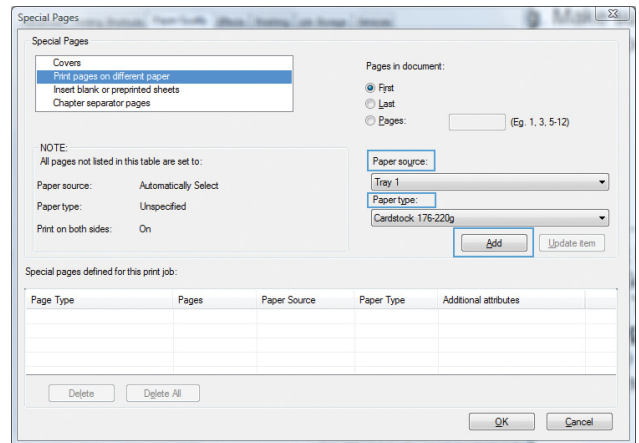 Special Pages
Special Pages
Covers
Print pages on different paper
Insert blank or preprinted sheets
Chapter separator pages
Pages in document:
First
Last
Pages:
(Eg. 1, 3, 5-12)
NOTE:
All pages not listed in this table are set to:
Paper source: Automatically Select
Paper type: Unspecified
Print on both sides: On
Paper source:
Tray 1
Paper type:
Cardstock 176-220g
Add Update item
Special pages defined for this print job:
Page Type Pages Paper Source Paper Type Additional attributes
Delete Delete All
OK Cancel